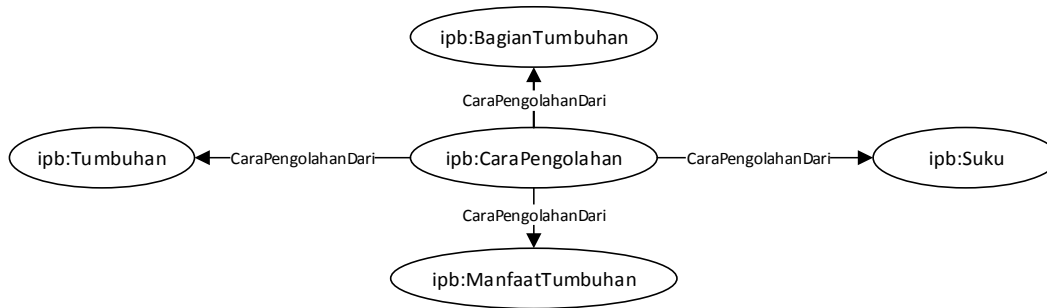 ipb:BagianTumbuhan
CaraPengolahanDari
ipb:Tumbuhan
CaraPengolahanDari
ipb:CaraPengolahan
CaraPengolahanDari
ipb:Suku
CaraPengolahanDari
ipb:ManfaatTumbuhan